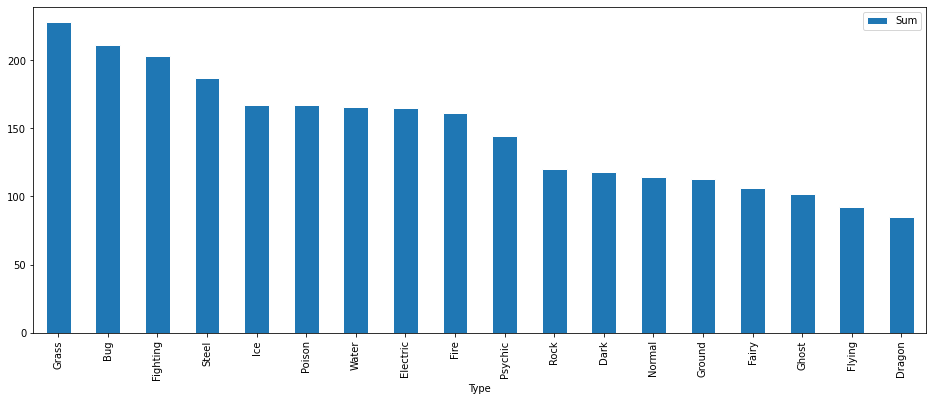 Sum
200
150
100
50
0
Grass
Bug
Fighting
Steel
Ice
Poison
Water
Electric
Fire
Psychic
Rock
Dark
Normal
Ground
Fairy
Ghost
Flying
Dragon
Type